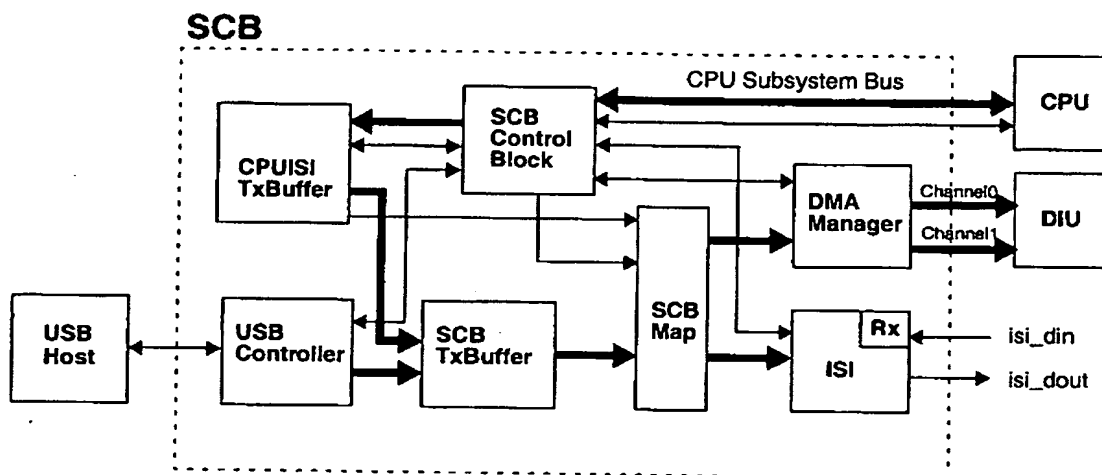 SCB
CPU Subsystem Bus
CPU
SCB
Control
Block
CPUISI
TxBuffer
DMA
Manager
Channel0
Channel1
DIU
USB
Host
USB
Controller
SCB
TxBuffer
SCB
Map
Rx
ISI
isi_din
isi_dout